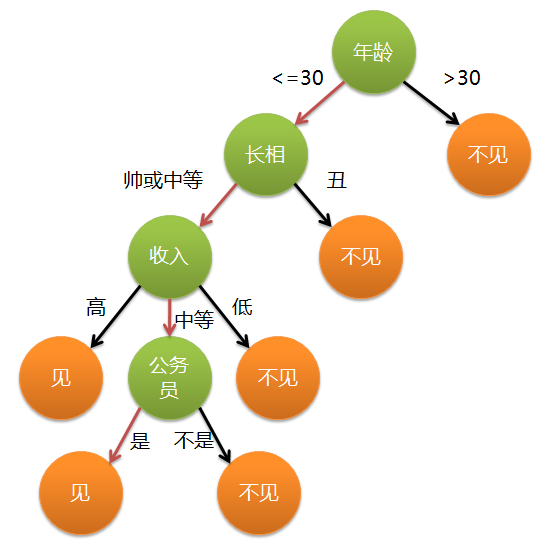 年龄
<=30
>30
长相
不见
帅或中等
丑
收入
不见
高
中等
低
见
公务
员
不见
是
不是
见
不见